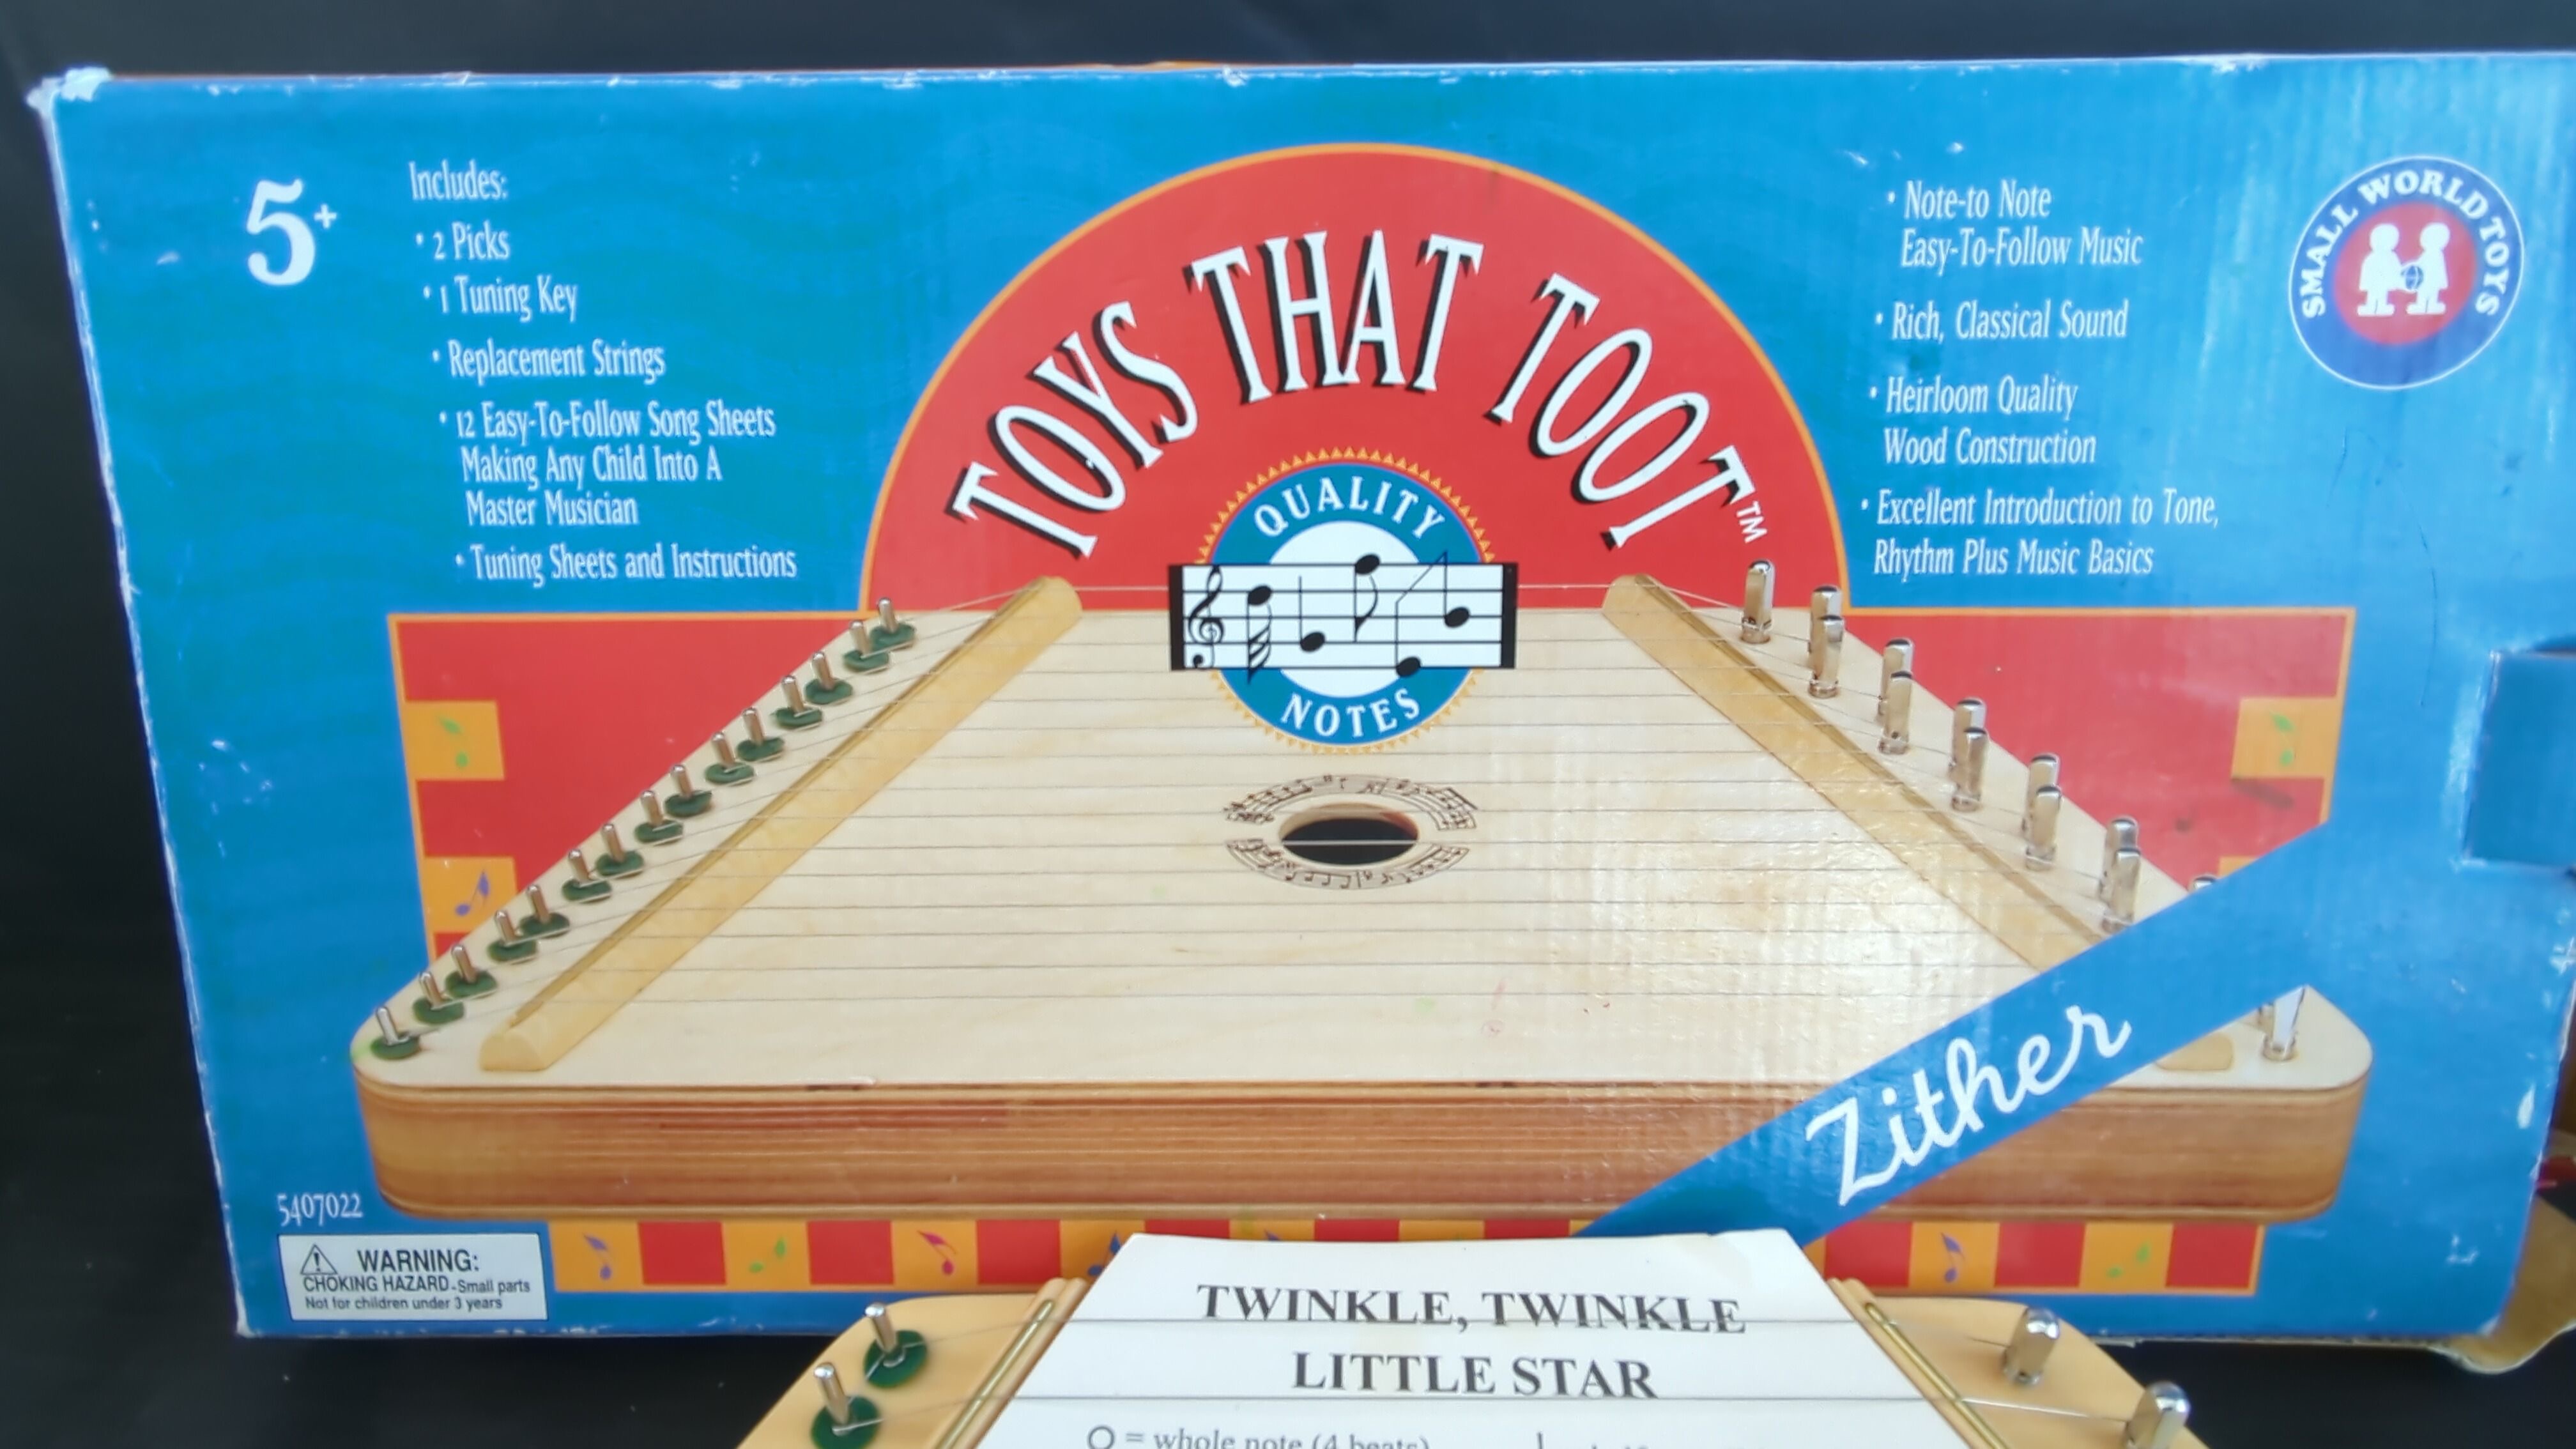 5+
Includes:
• 2 Picks
• 1 Tuning Key
• Replacement Strings
• 12 Easy-To-Follow Song Sheets
Making Any Child Into A
Master Musician
• Tuning Sheets and Instructions
TOYS THAT TOOT™
QUALITY
NOTES
• Note-to Note
Easy-To-Follow Music
• Rich, Classical Sound
• Heirloom Quality
Wood Construction
• Excellent Introduction to Tone,
Rhythm Plus Music Basics
SMALL WORLD TOYS
Zither
5407022
WARNING:
CHOKING HAZARD - Small parts
Not for children under 3 years
TWINKLE, TWINKLE
LITTLE STAR
= whole note (4 beats)